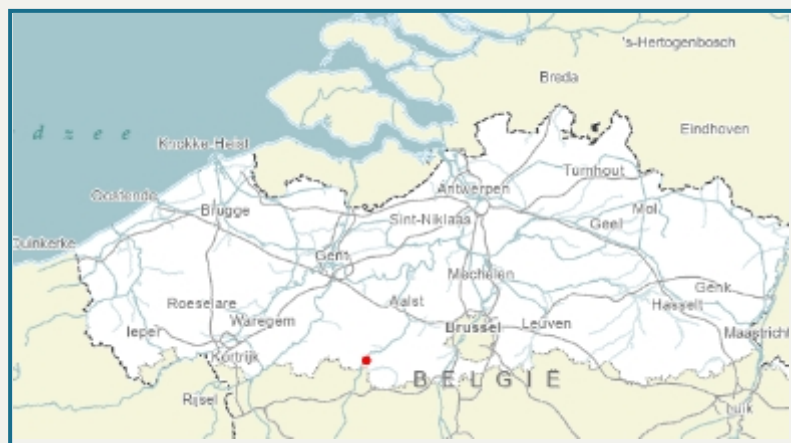 's-Hertogenbosch
Breda
d z e e
Eindhoven
Knokke-Heist
Turnhout
Antwerpen
Oostende
Mol
Brugge
Sint-Niklaas
Geel
Duinkerke
Gent
Mechelen
Genk
Roeselare
Aalst
Hasselt
Waregem
Brussel
Leuven
Ieper
Maastricht
Kortrijk
BELGIË
Rijsel
Luik